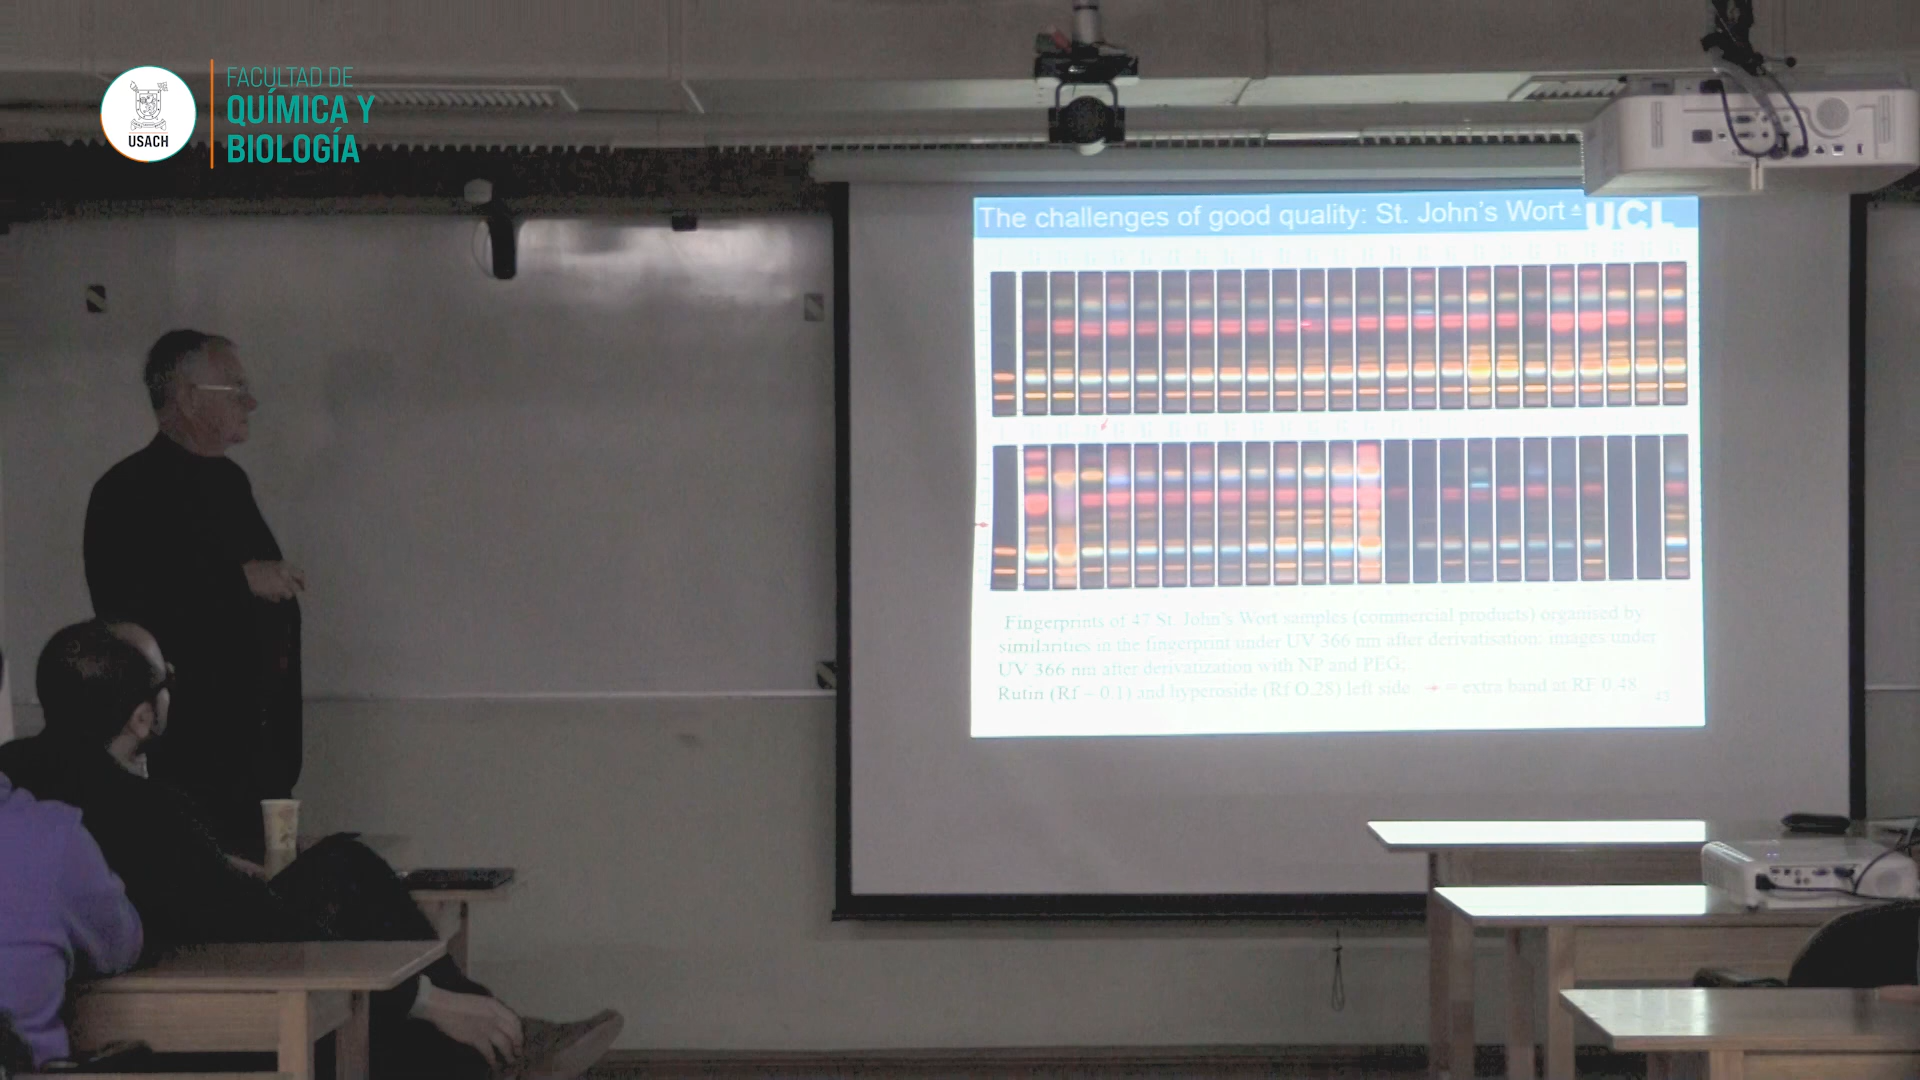 USACH
FACULTAD DE
QUÍMICA Y
BIOLOGÍA
The challenges of good quality: St. John's Wort
UCL
Fingerprints of 47 St. John's Wort samples (commercial products) organised by
similarities in the fingerprint under UV 366 nm after derivatisation: images under
UV 366 nm after derivatization with NP and PEG:
Rutin (Rf ~ 0.1) and hyperoside (Rf O.28) left side → = extra band at RF 0.48
43